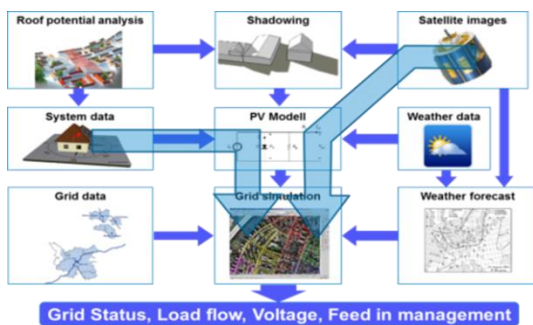 Roof potential analysis
Shadowing
Satellite images
System data
PV Modell
Weather data
Grid data
Grid simulation
Weather forecast
Grid Status, Load flow, Voltage, Feed in management